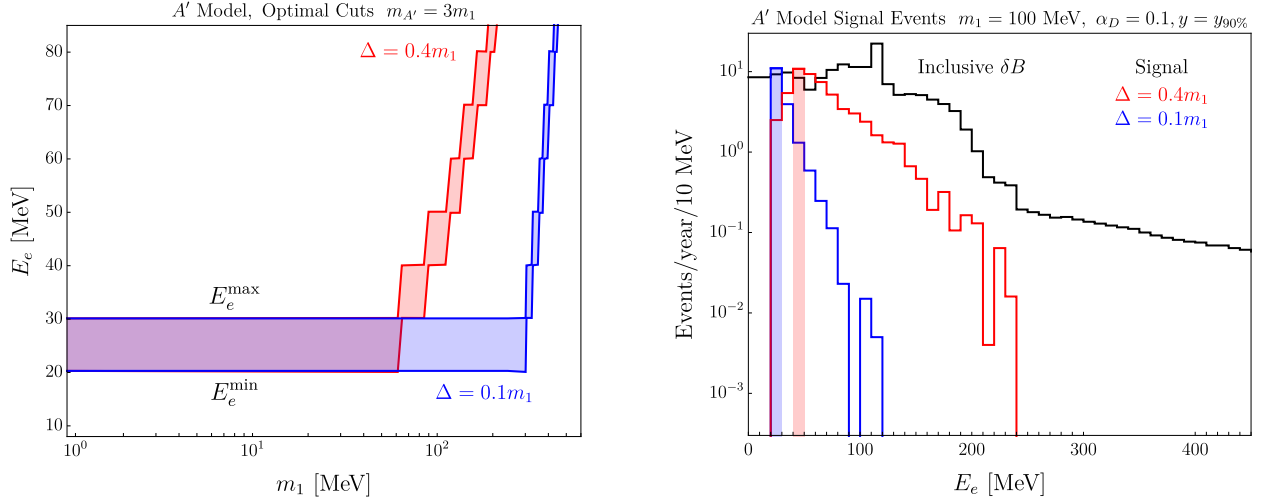 A′ Model, Optimal Cuts m_{A′} = 3m_1
Δ = 0.4m_1
E_e^{max}
E_e^{min}
Δ = 0.1m_1
80
70
60
50
40
30
20
10
E_e [MeV]
10^0
10^1
10^2
m_1 [MeV]
A′ Model Signal Events m_1 = 100 MeV, α_D = 0.1, y = y_{90%}
Inclusive δB
Signal
Δ = 0.4m_1
Δ = 0.1m_1
10^1
10^0
10^{−1}
10^{−2}
10^{−3}
Events/year/10 MeV
0
100
200
300
400
E_e [MeV]